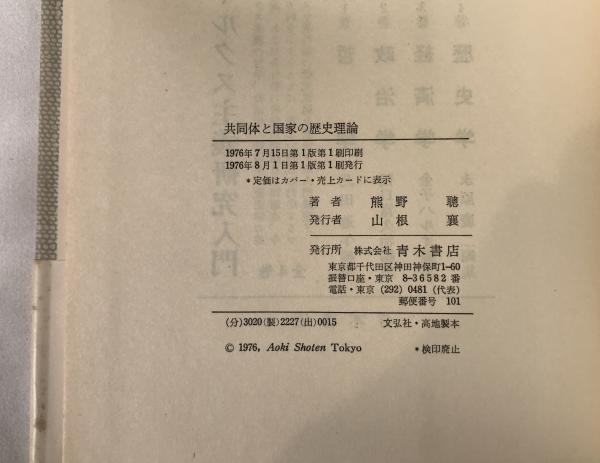 共同体と国家の歴史理論
1976年7月15日第1版第1刷印刷
1976年8月1日第1版第1刷発行
*定価はカバー・売上カードに表示
著者 熊野 聰
発行者 山根 襄
発行所 株式会社 青木書店
東京都千代田区神田神保町1-60
振替口座・東京 8-36582番
電話・東京(292)0481(代表)
郵便番号 101
(分)3020(製)2227(出)0015 文弘社・高地製本
© 1976, Aoki Shoten Tokyo *検印廃止